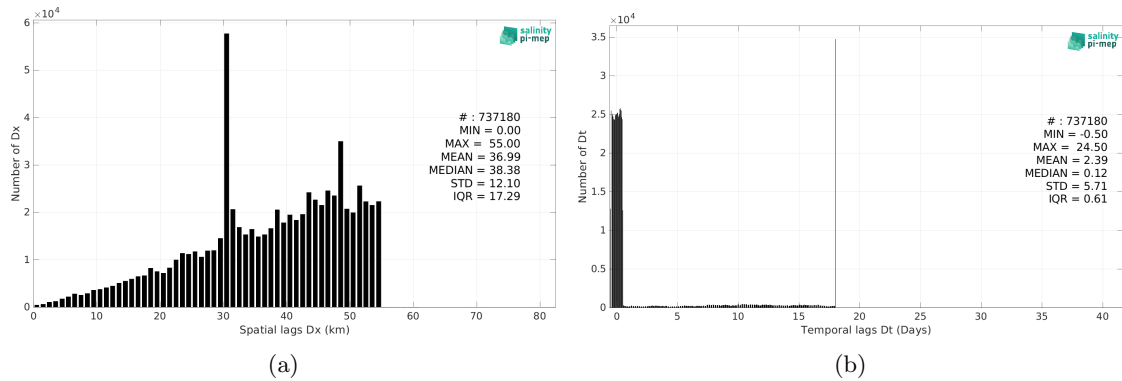 ×10⁴
6
5
4
3
2
1
0
Number of Dx
0 10 20 30 40 50 60 70 80
Spatial lags Dx (km)
salinity
pi-mep
# : 737180
MIN = 0.00
MAX = 55.00
MEAN = 36.99
MEDIAN = 38.38
STD = 12.10
IQR = 17.29
(a)
×10⁴
3.5
3
2.5
2
1.5
1
0.5
0
Number of Dt
0 5 10 15 20 25 30 35 40
Temporal lags Dt (Days)
salinity
pi-mep
# : 737180
MIN = -0.50
MAX = 24.50
MEAN = 2.39
MEDIAN = 0.12
STD = 5.71
IQR = 0.61
(b)